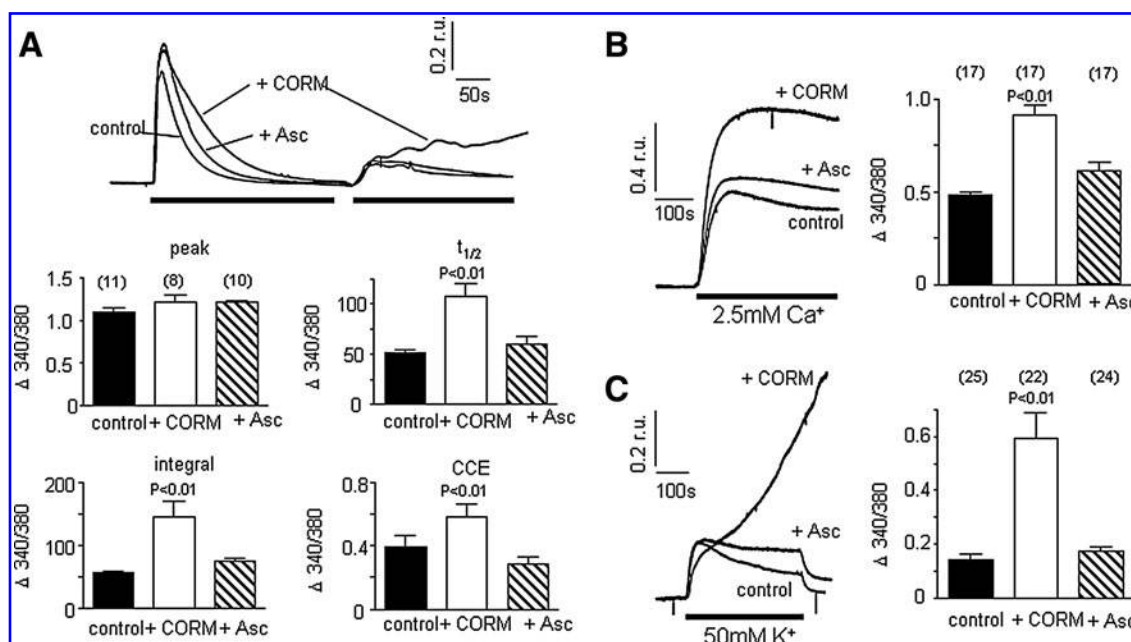 A
0.2 r.u.
50s
+ CORM
control
+ Asc
peak
Δ 340/380
1.5
1.0
0.5
0
(11)
(8)
(10)
control + CORM + Asc
t1/2
Δ 340/380
100
50
0
P<0.01
control + CORM + Asc
integral
Δ 340/380
200
100
0
P<0.01
control + CORM + Asc
CCE
Δ 340/380
0.8
0.4
0
P<0.01
control + CORM + Asc
B
0.4 r.u.
100s
+ CORM
+ Asc
control
2.5mM Ca+
(17)
(17)
(17)
P<0.01
Δ 340/380
1.0
0.5
0
control + CORM + Asc
C
0.2 r.u.
100s
+ CORM
+ Asc
control
50mM K+
(25)
(22)
(24)
P<0.01
Δ 340/380
0.6
0.2
0.2
0
control + CORM + Asc